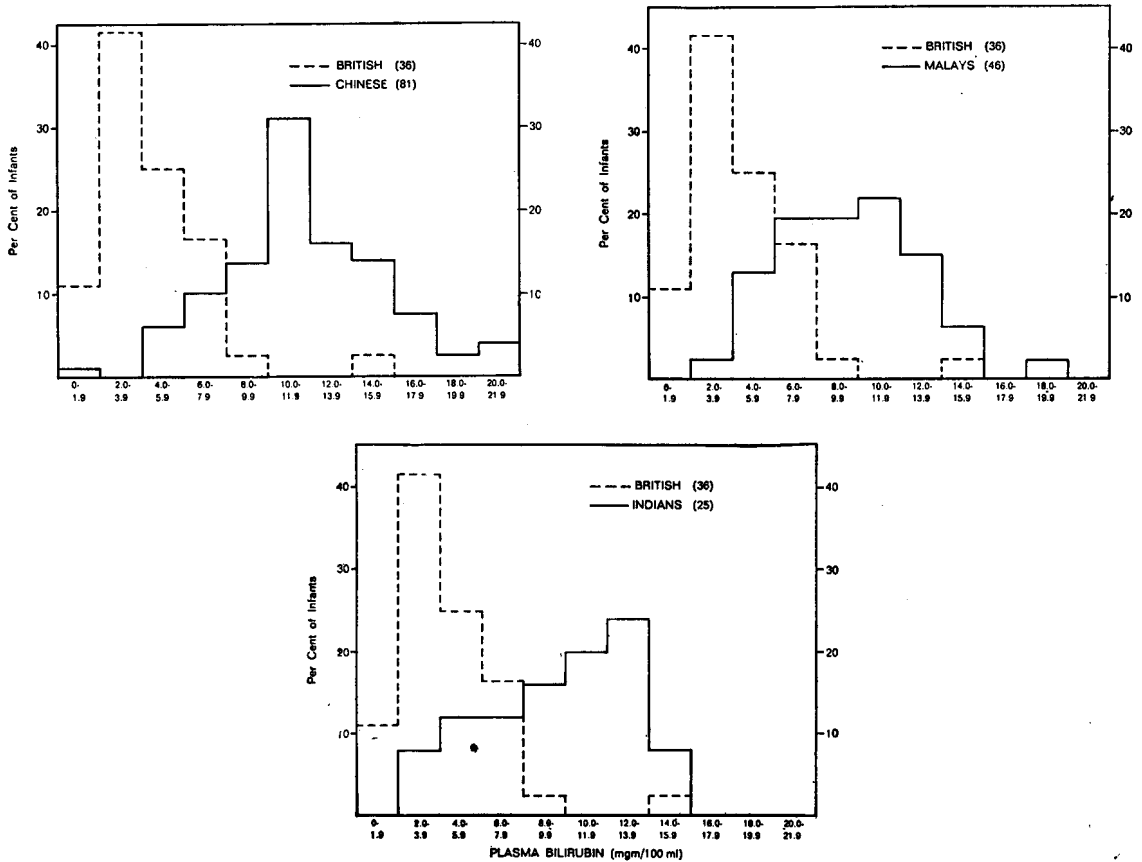 BRITISH (36)
CHINESE (81)
Per Cent of Infants
40
30
20
10
40
30
20
10
0- 2.0- 4.0- 6.0- 8.0- 10.0- 12.0- 14.0- 16.0- 18.0- 20.0-
1.9 3.9 5.9 7.9 9.9 11.9 13.9 15.9 17.9 19.9 21.9
BRITISH (36)
MALAYS (46)
Per Cent of Infants
40
30
20
10
40
30
20
10
0- 2.0- 4.0- 6.0- 8.0- 10.0- 12.0- 14.0- 16.0- 18.0- 20.0-
1.9 3.9 5.9 7.9 9.9 11.9 13.9 15.9 17.9 19.9 21.9
BRITISH (36)
INDIANS (25)
Per Cent of Infants
40
30
20
10
40
30
20
10
0- 2.0- 4.0- 6.0- 8.0- 10.0- 12.0- 14.0- 16.0- 18.0- 20.0-
1.9 3.9 5.9 7.9 9.9 11.9 13.9 15.9 17.9 19.9 21.9
PLASMA BILIRUBIN (mgm/100 ml)